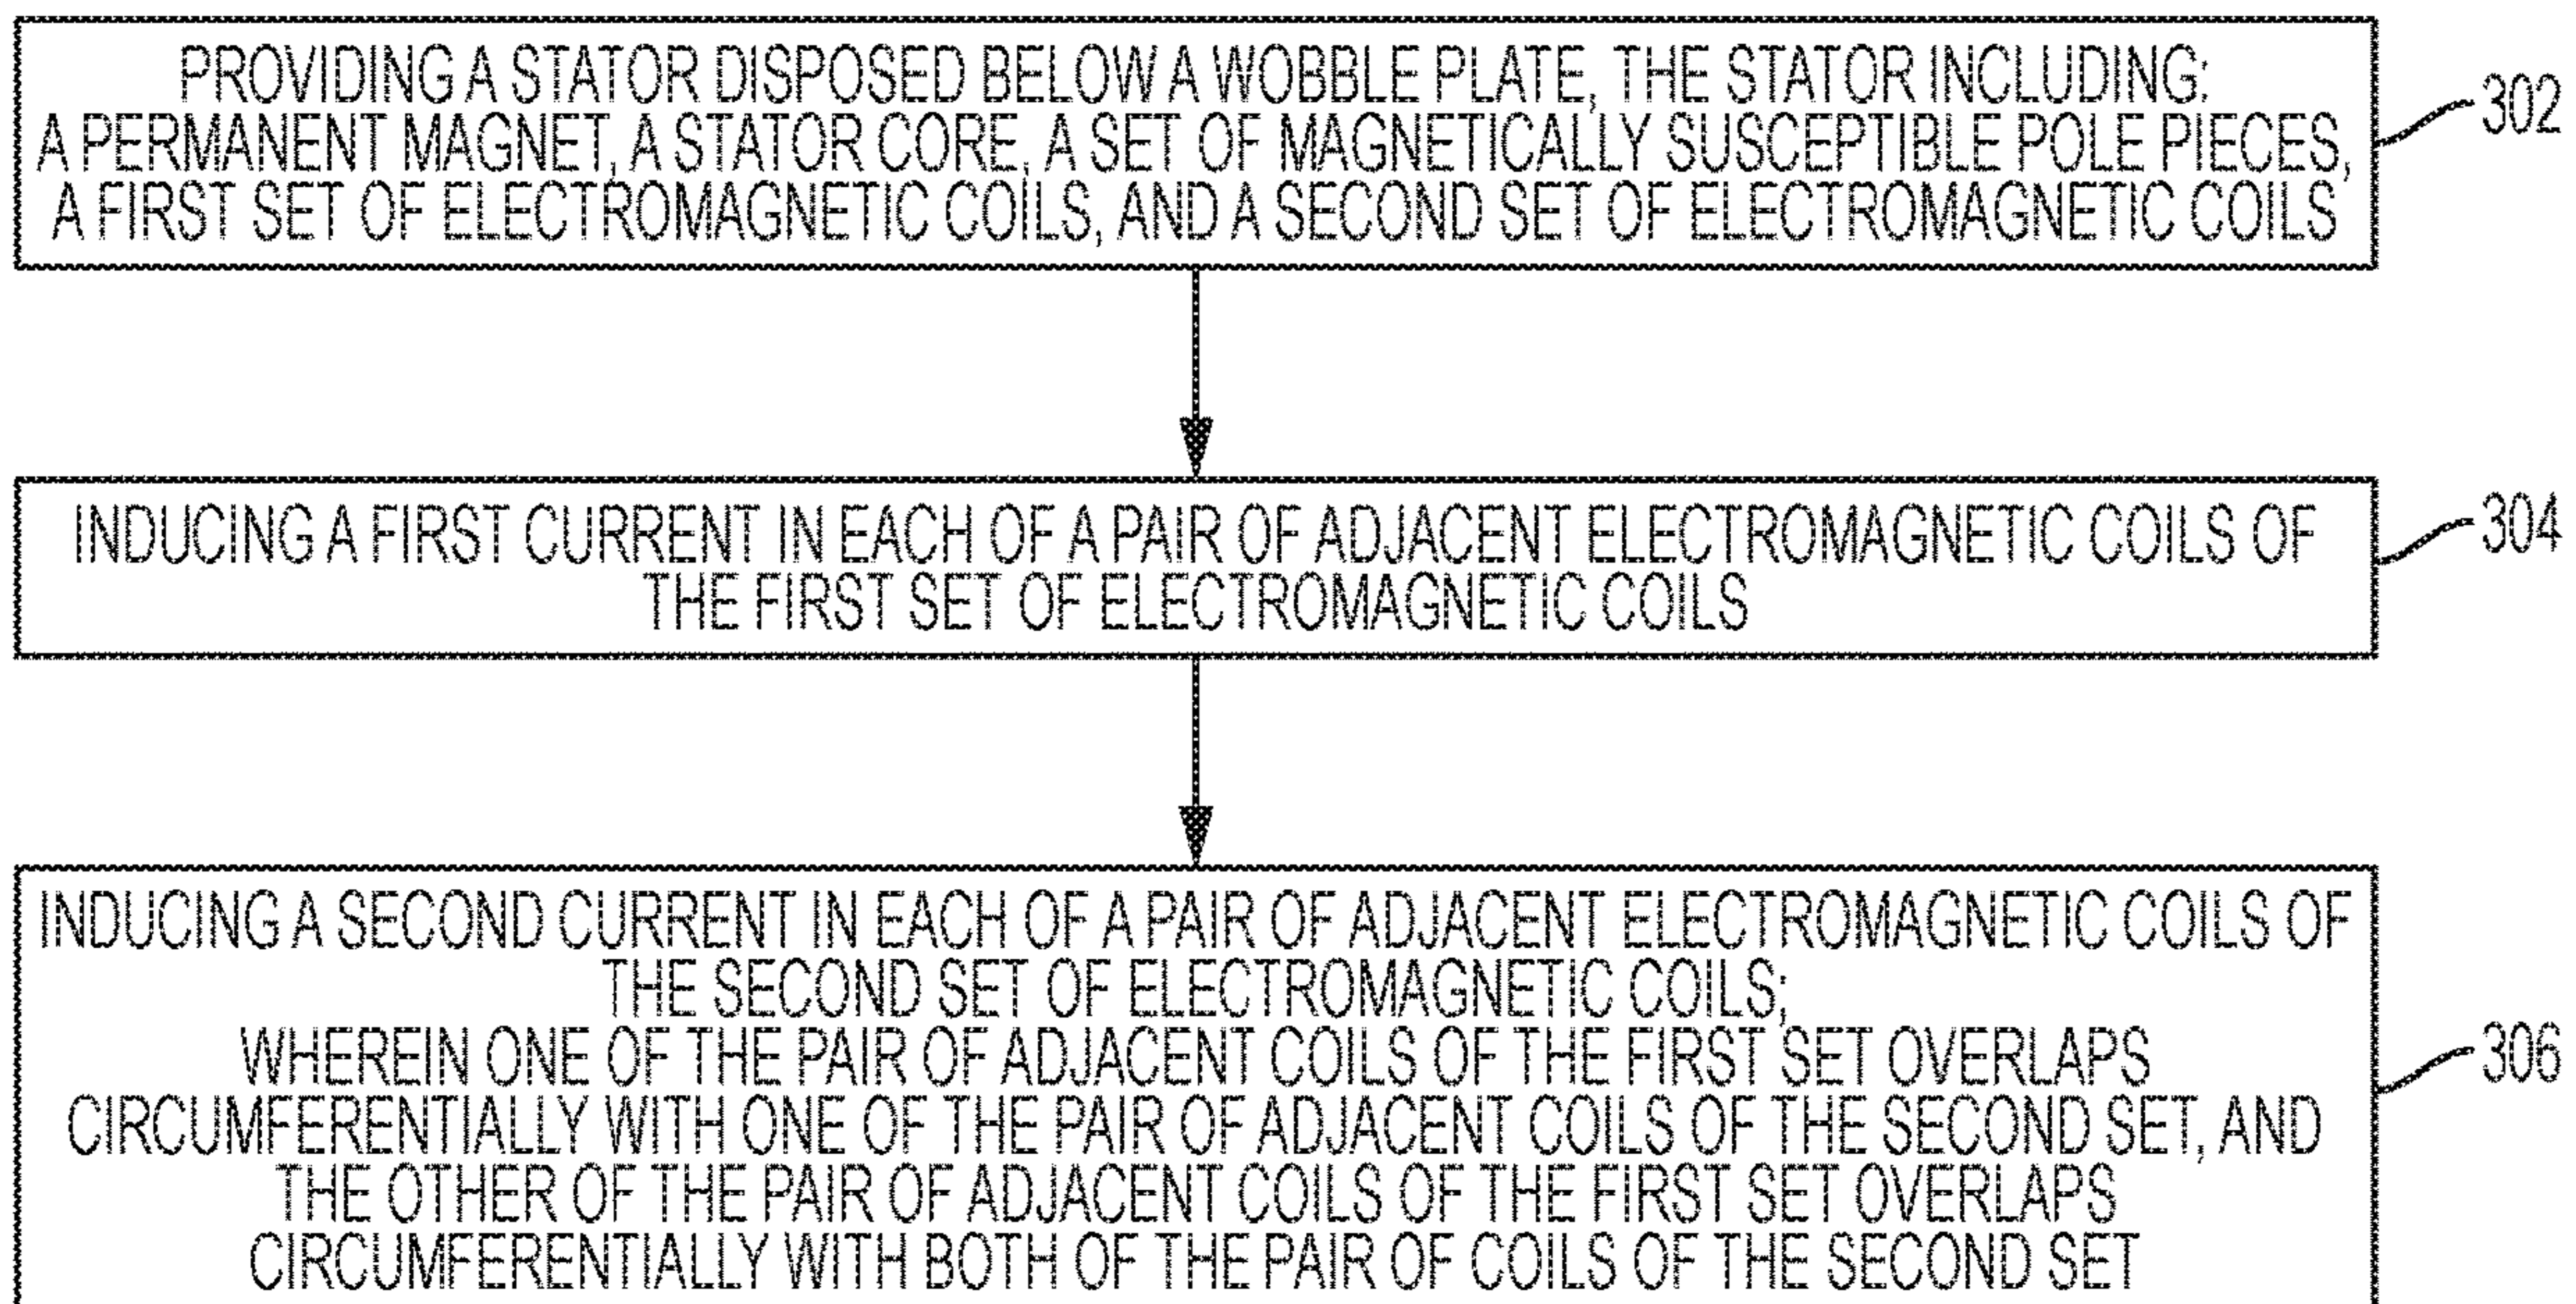 PROVIDING A STATOR DISPOSED BELOW A WOBBLE PLATE, THE STATOR INCLUDING:
A PERMANENT MAGNET, A STATOR CORE, A SET OF MAGNETICALLY SUSCEPTIBLE POLE PIECES,
A FIRST SET OF ELECTROMAGNETIC COILS, AND A SECOND SET OF ELECTROMAGNETIC COILS
302
INDUCING A FIRST CURRENT IN EACH OF A PAIR OF ADJACENT ELECTROMAGNETIC COILS OF
THE FIRST SET OF ELECTROMAGNETIC COILS
304
INDUCING A SECOND CURRENT IN EACH OF A PAIR OF ADJACENT ELECTROMAGNETIC COILS OF
THE SECOND SET OF ELECTROMAGNETIC COILS;
WHEREIN ONE OF THE PAIR OF ADJACENT COILS OF THE FIRST SET OVERLAPS
CIRCUMFERENTIALLY WITH ONE OF THE PAIR OF ADJACENT COILS OF THE SECOND SET, AND
THE OTHER OF THE PAIR OF ADJACENT COILS OF THE FIRST SET OVERLAPS
CIRCUMFERENTIALLY WITH BOTH OF THE PAIR OF COILS OF THE SECOND SET
306